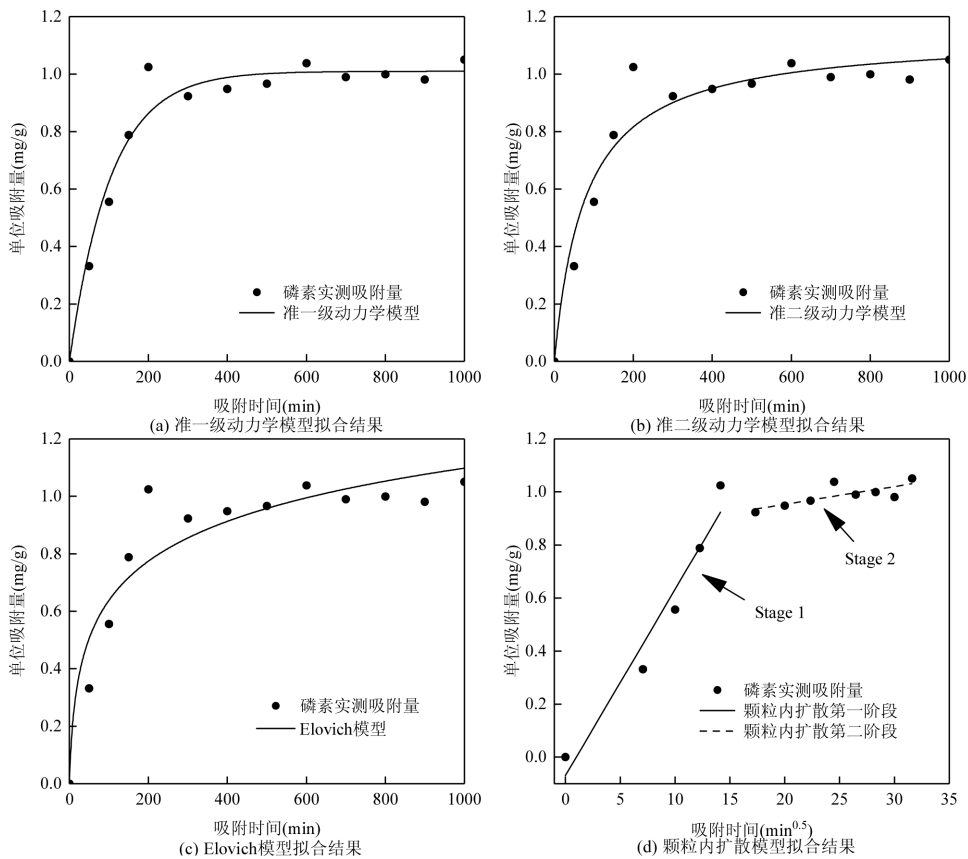 1.2
1.0
0.8
0.6
0.4
0.2
0.0
单位吸附量(mg/g)
磷素实测吸附量
准一级动力学模型
0 200 400 600 800 1000
吸附时间(min)
(a) 准一级动力学模型拟合结果
1.2
1.0
0.8
0.6
0.4
0.2
0.0
单位吸附量(mg/g)
磷素实测吸附量
准二级动力学模型
0 200 400 600 800 1000
吸附时间(min)
(b) 准二级动力学模型拟合结果
1.2
1.0
0.8
0.6
0.4
0.2
0.0
单位吸附量(mg/g)
磷素实测吸附量
Elovich模型
0 200 400 600 800 1000
吸附时间(min)
(c) Elovich模型拟合结果
1.2
1.0
0.8
0.6
0.4
0.2
0.0
单位吸附量(mg/g)
Stage 2
Stage 1
磷素实测吸附量
颗粒内扩散第一阶段
颗粒内扩散第二阶段
0 5 10 15 20 25 30 35
吸附时间(min0.5)
(d) 颗粒内扩散模型拟合结果